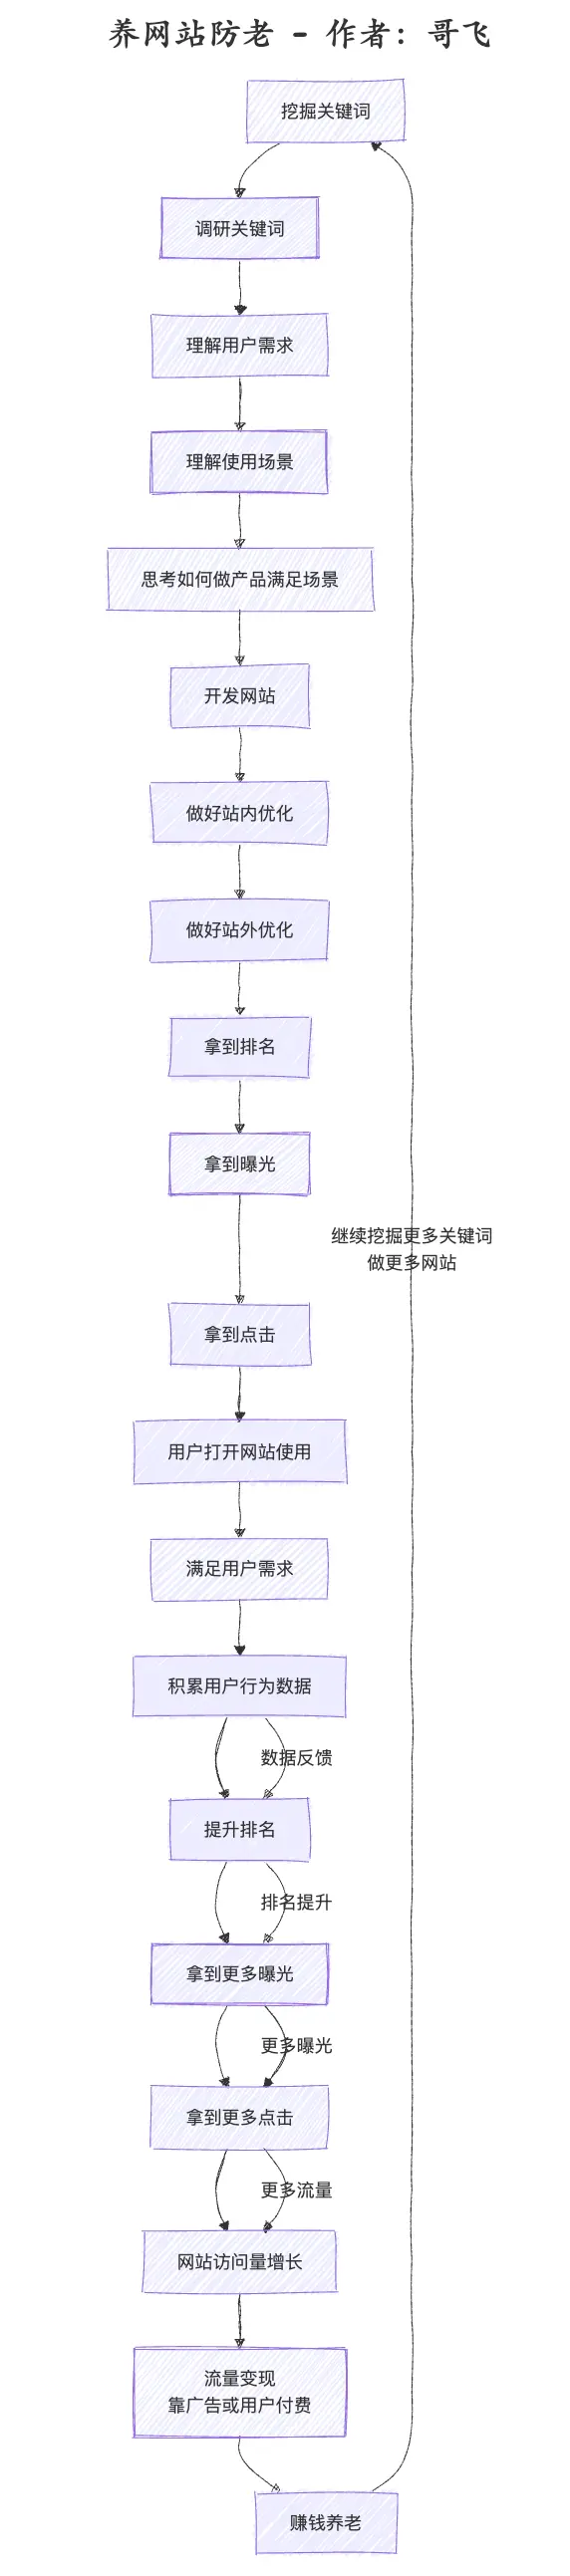 养网站防老 - 作者：哥飞
挖掘关键词
调研关键词
理解用户需求
理解使用场景
思考如何做产品满足场景
开发网站
做好站内优化
做好站外优化
拿到排名
拿到曝光
继续挖掘更多关键词
做更多网站
拿到点击
用户打开网站使用
满足用户需求
积累用户行为数据
数据反馈
提升排名
排名提升
拿到更多曝光
更多曝光
拿到更多点击
更多流量
网站访问量增长
流量变现
靠广告或用户付费
赚钱养老